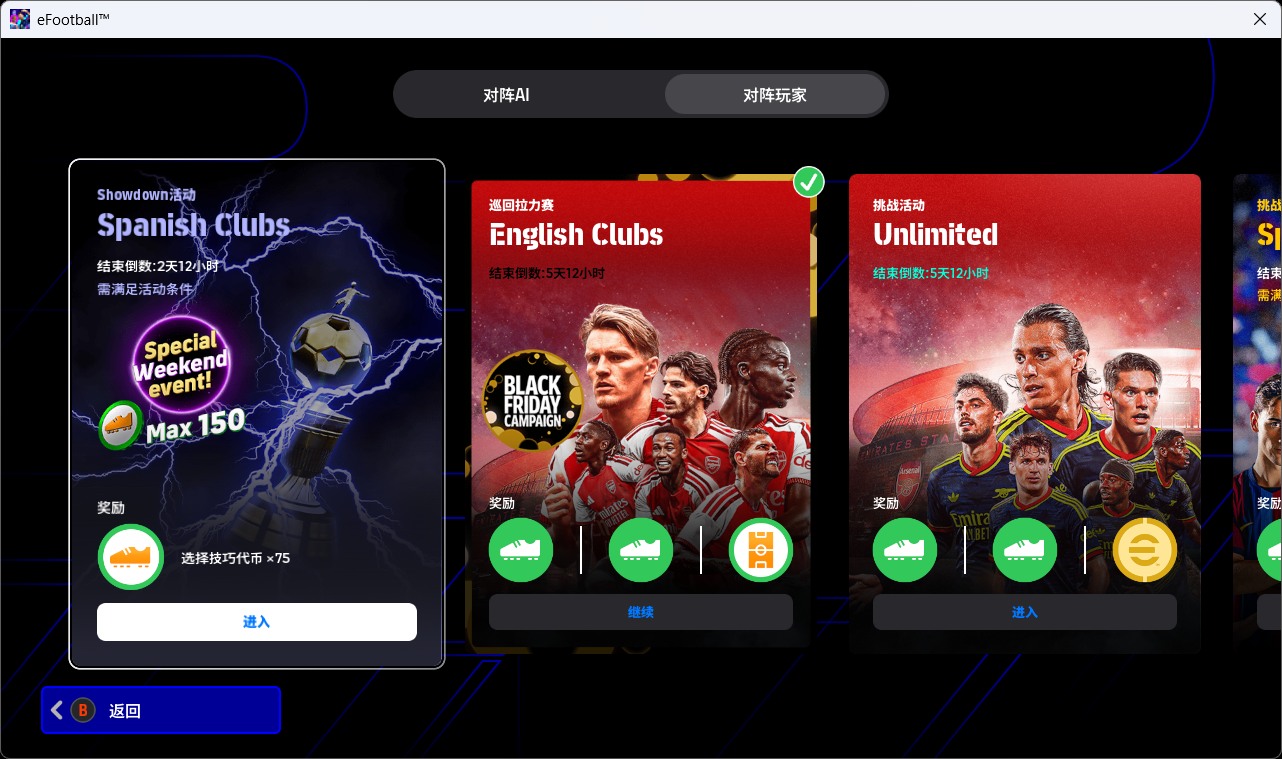 eFootball™
对阵AI
对阵玩家
Showdown活动
Spanish Clubs
结束倒数:2天12小时
需满足活动条件
Special
Weekend
event!
Max 150
奖励
选择技巧代币 ×75
进入
巡回拉力赛
English Clubs
结束倒数:5天12小时
BLACK
FRIDAY
CAMPAIGN
奖励
继续
挑战活动
Unlimited
结束倒数:5天12小时
EMIRATES STA
Arsenal
Emirates
奖励
进入
挑战
Sp
结束
需满
奖励
B
返回